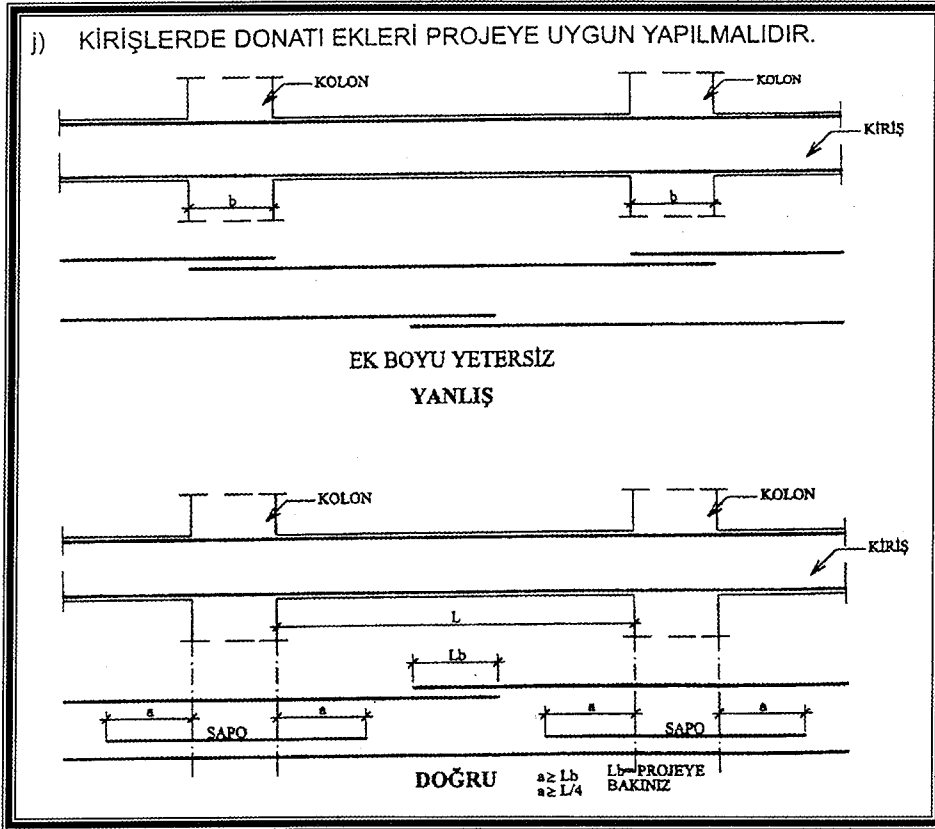 j) KİRİŞLERDE DONATI EKLERİ PROJEYE UYGUN YAPILMALIDIR.
KOLON
KOLON
KİRİŞ
b
b
EK BOYU YETERSİZ
YANLIŞ
KOLON
KOLON
KİRİŞ
L
Lb
a
a
a
a
SAPO
SAPO
DOĞRU
a≥ Lb
a≥ L/4
Lb=PROJEYE
BAKINIZ